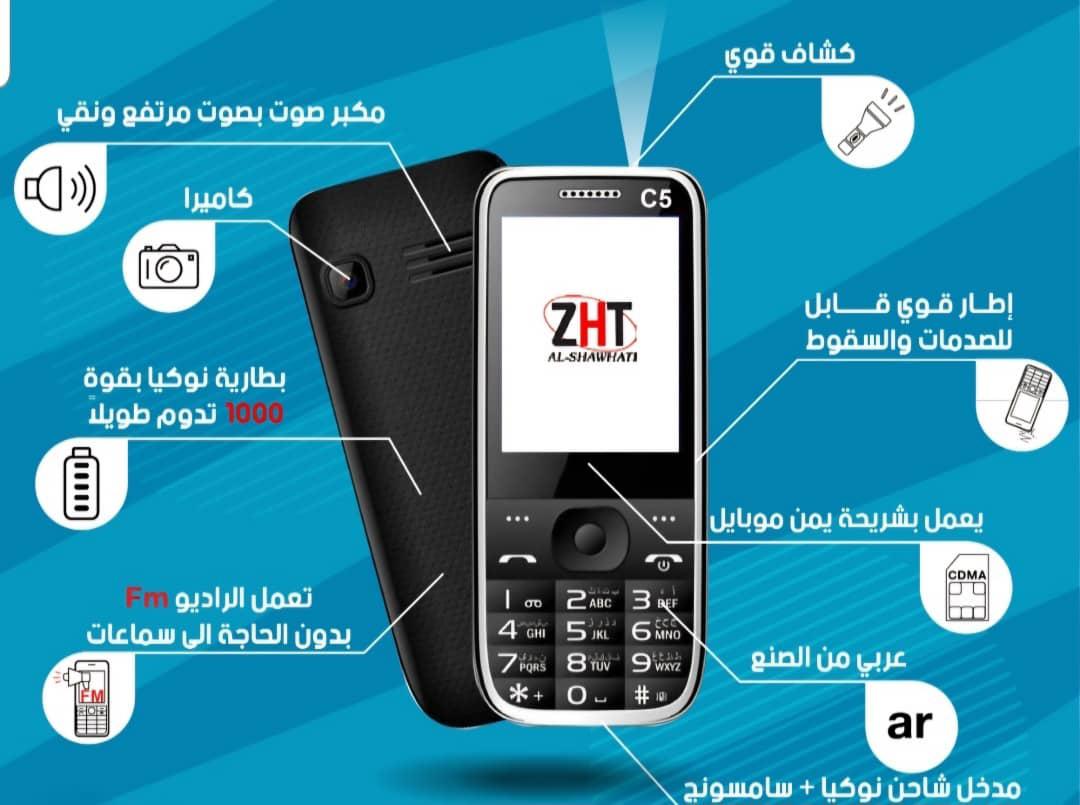 كشاف قوي
مكبر صوت بصوت مرتفع ونقي
كاميرا
C5
ZHT
AL-SHAWHATI
إطار قوي قابل
للصدمات والسقوط
بطارية نوكيا بقوة
1000 تدوم طويلاً
يعمل بشريحة يمن موبايل
CDMA
تعمل الراديو Fm
بدون الحاجة الى سماعات
FM
1
2 ABC
3 DEF
4 GHI
5 JKL
6 MNO
7 PQRS
8 TUV
9 WXYZ
* +
0
#
عربي من الصنع
ar
مدخل شاحن نوكيا + سامسونج